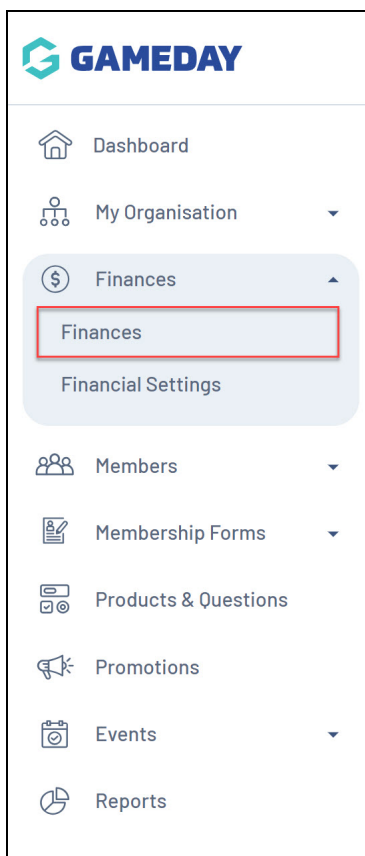 GAMEDAY
Dashboard
My Organisation
Finances
Finances
Financial Settings
Members
Membership Forms
Products & Questions
Promotions
Events
Reports